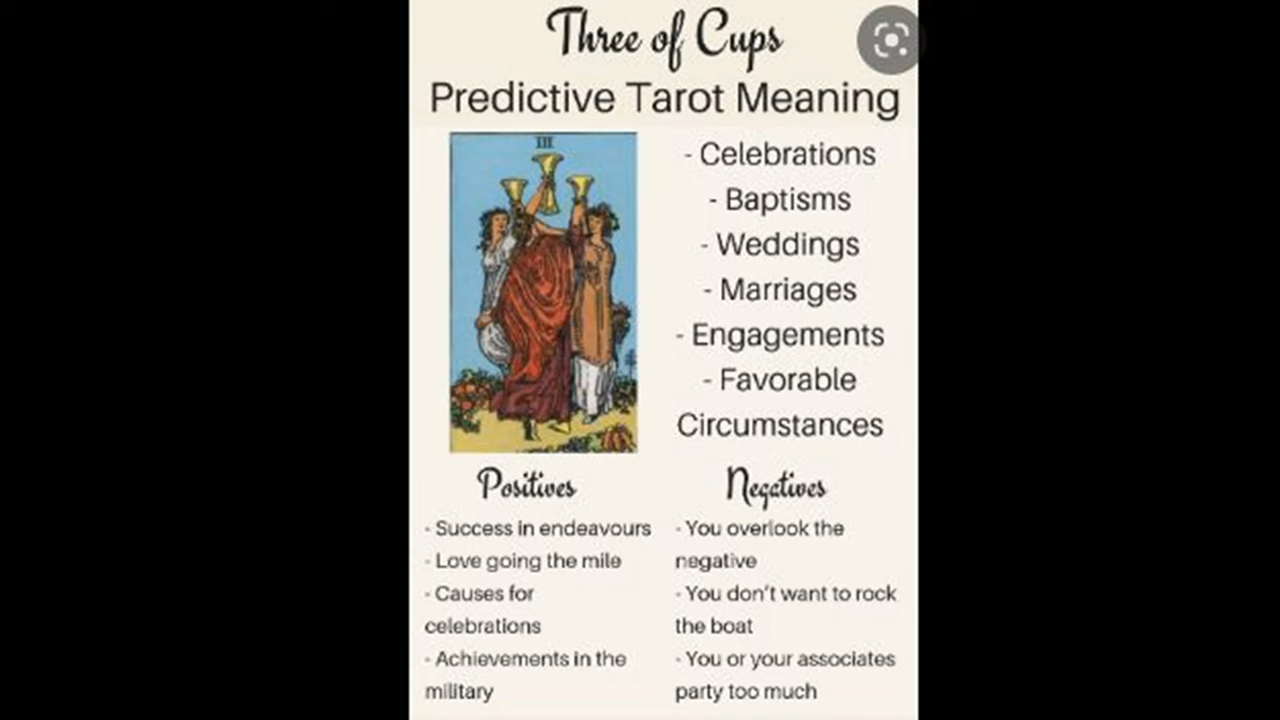 Three of Cups
Predictive Tarot Meaning
III
- Celebrations
- Baptisms
- Weddings
- Marriages
- Engagements
- Favorable
Circumstances
Positives
- Success in endeavours
- Love going the mile
- Causes for
celebrations
- Achievements in the
military
Negatives
- You overlook the
negative
- You don't want to rock
the boat
- You or your associates
party too much